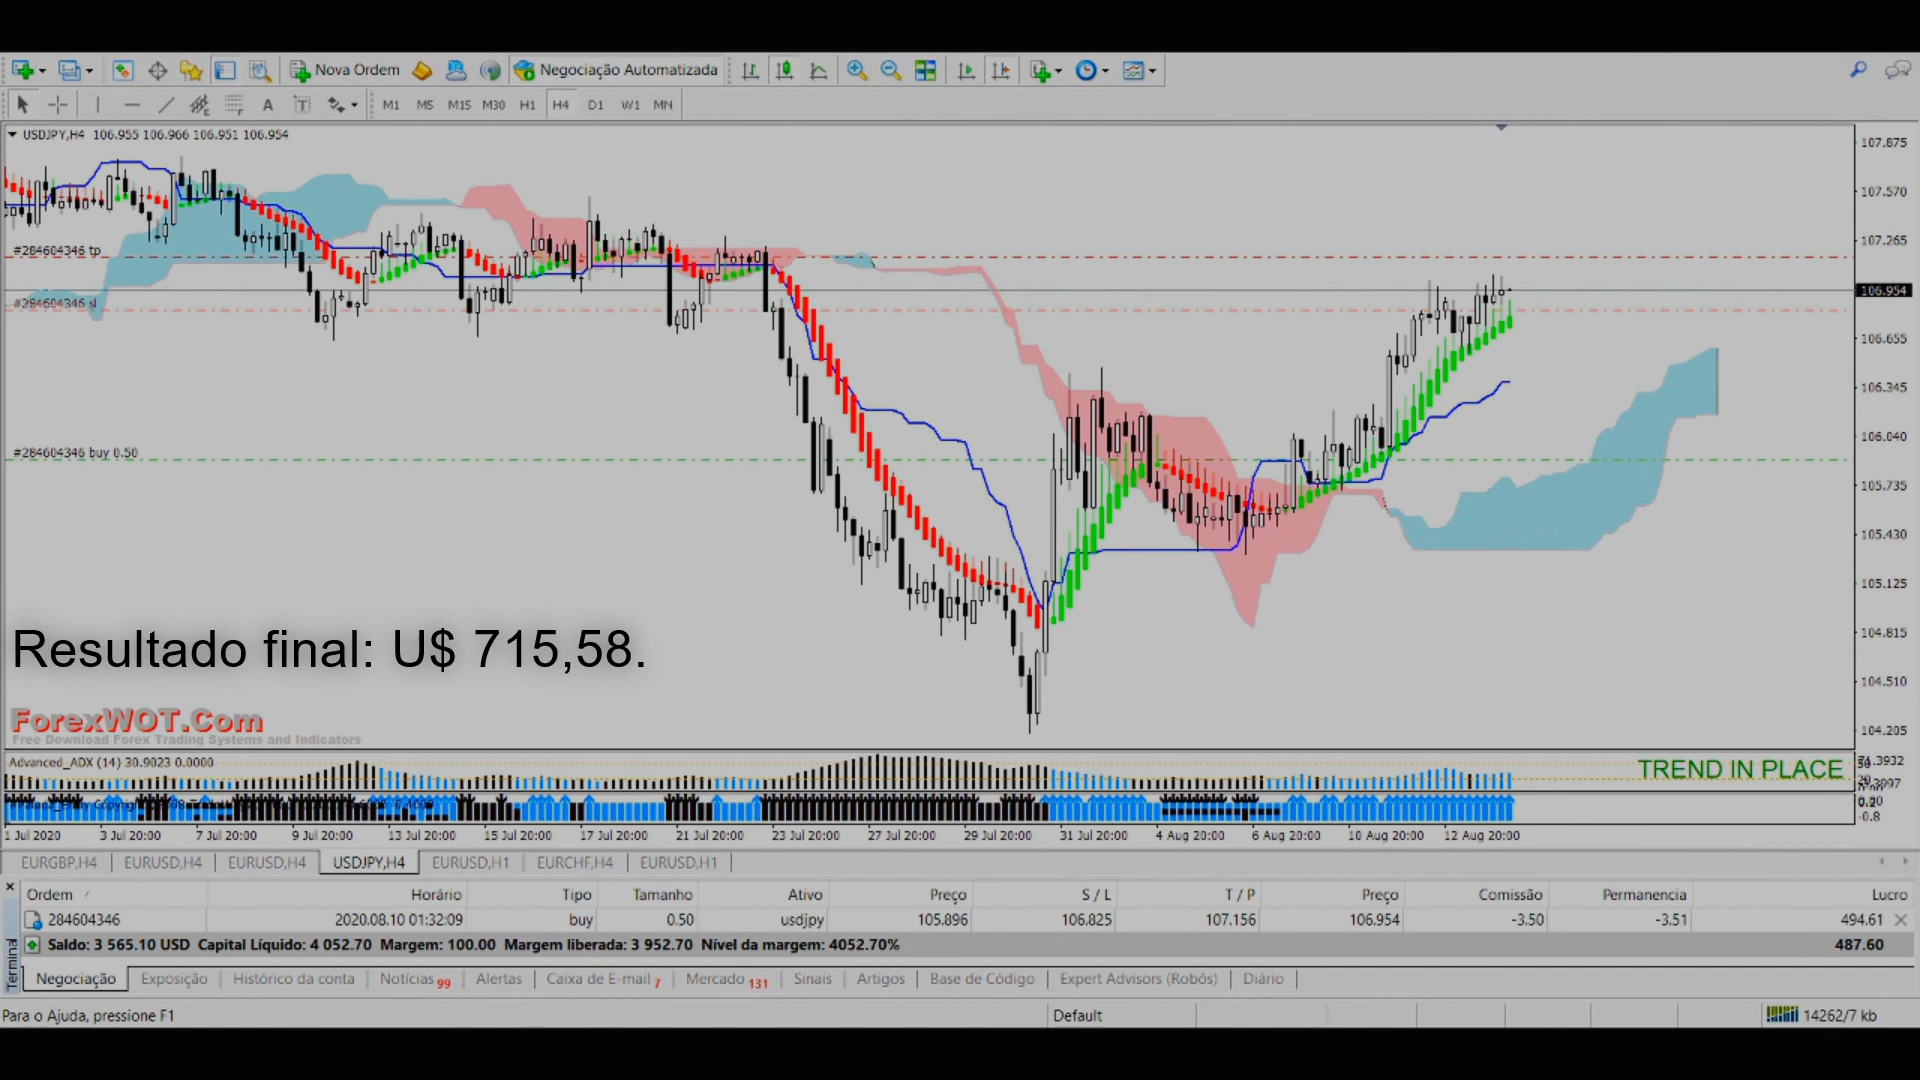 Nova Ordem Negociação Automatizada
A T
M1 M5 M15 M30 H1 H4 D1 W1 MN
USDJPY,H4 106.955 106.966 106.951 106.954
107.875
107.570
107.265
#284604346 tp
106.954
#284604346 sl
106.655
106.345
106.040
#284604346 buy 0.50
105.735
105.430
105.125
104.815
104.510
104.205
Resultado final: U$ 715,58.
ForexWOT.Com
Free Download Forex Trading Systems and Indicators
Advanced_ADX (14) 30.9023 0.0000
TREND IN PLACE
-0.8
1 Jul 2020 3 Jul 20:00 7 Jul 20:00 9 Jul 20:00 13 Jul 20:00 15 Jul 20:00 17 Jul 20:00 21 Jul 20:00 23 Jul 20:00 27 Jul 20:00 29 Jul 20:00 31 Jul 20:00 4 Aug 20:00 6 Aug 20:00 10 Aug 20:00 12 Aug 20:00
EURGBP,H4 EURUSD,H4 EURUSD,H4 USDJPY,H4 EURUSD,H1 EURCHF,H4 EURUSD,H1
Ordem Horário Tipo Tamanho Ativo Preço S / L T / P Preço Comissão Permanencia Lucro
284604346 2020.08.10 01:32:09 buy 0.50 usdjpy 105.896 106.825 107.156 106.954 -3.50 -3.51 494.61
Saldo: 3 565.10 USD Capital Líquido: 4 052.70 Margem: 100.00 Margem liberada: 3 952.70 Nível da margem: 4052.70% 487.60
Terminal
Negociação Exposição Histórico da conta Notícias 99 Alertas Caixa de E-mail 7 Mercado 131 Sinais Artigos Base de Código Expert Advisors (Robôs) Diário
Para o Ajuda, pressione F1 Default 14262/7 kb